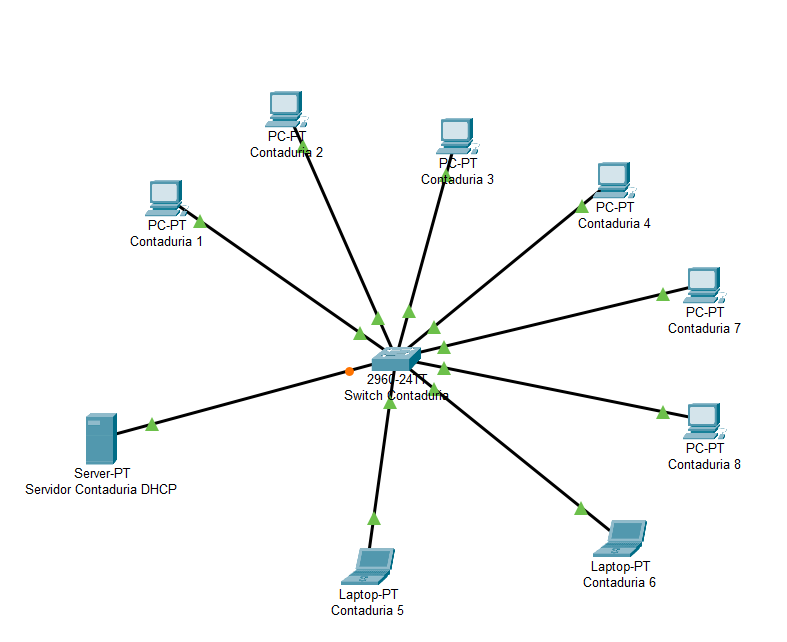 PC-PT
Contaduria 2
PC-PT
Contaduria 3
PC-PT
Contaduria 1
PC-PT
Contaduria 4
PC-PT
Contaduria 7
2960-24TT
Switch Contaduria
Server-PT
Servidor Contaduria DHCP
PC-PT
Contaduria 8
Laptop-PT
Contaduria 5
Laptop-PT
Contaduria 6